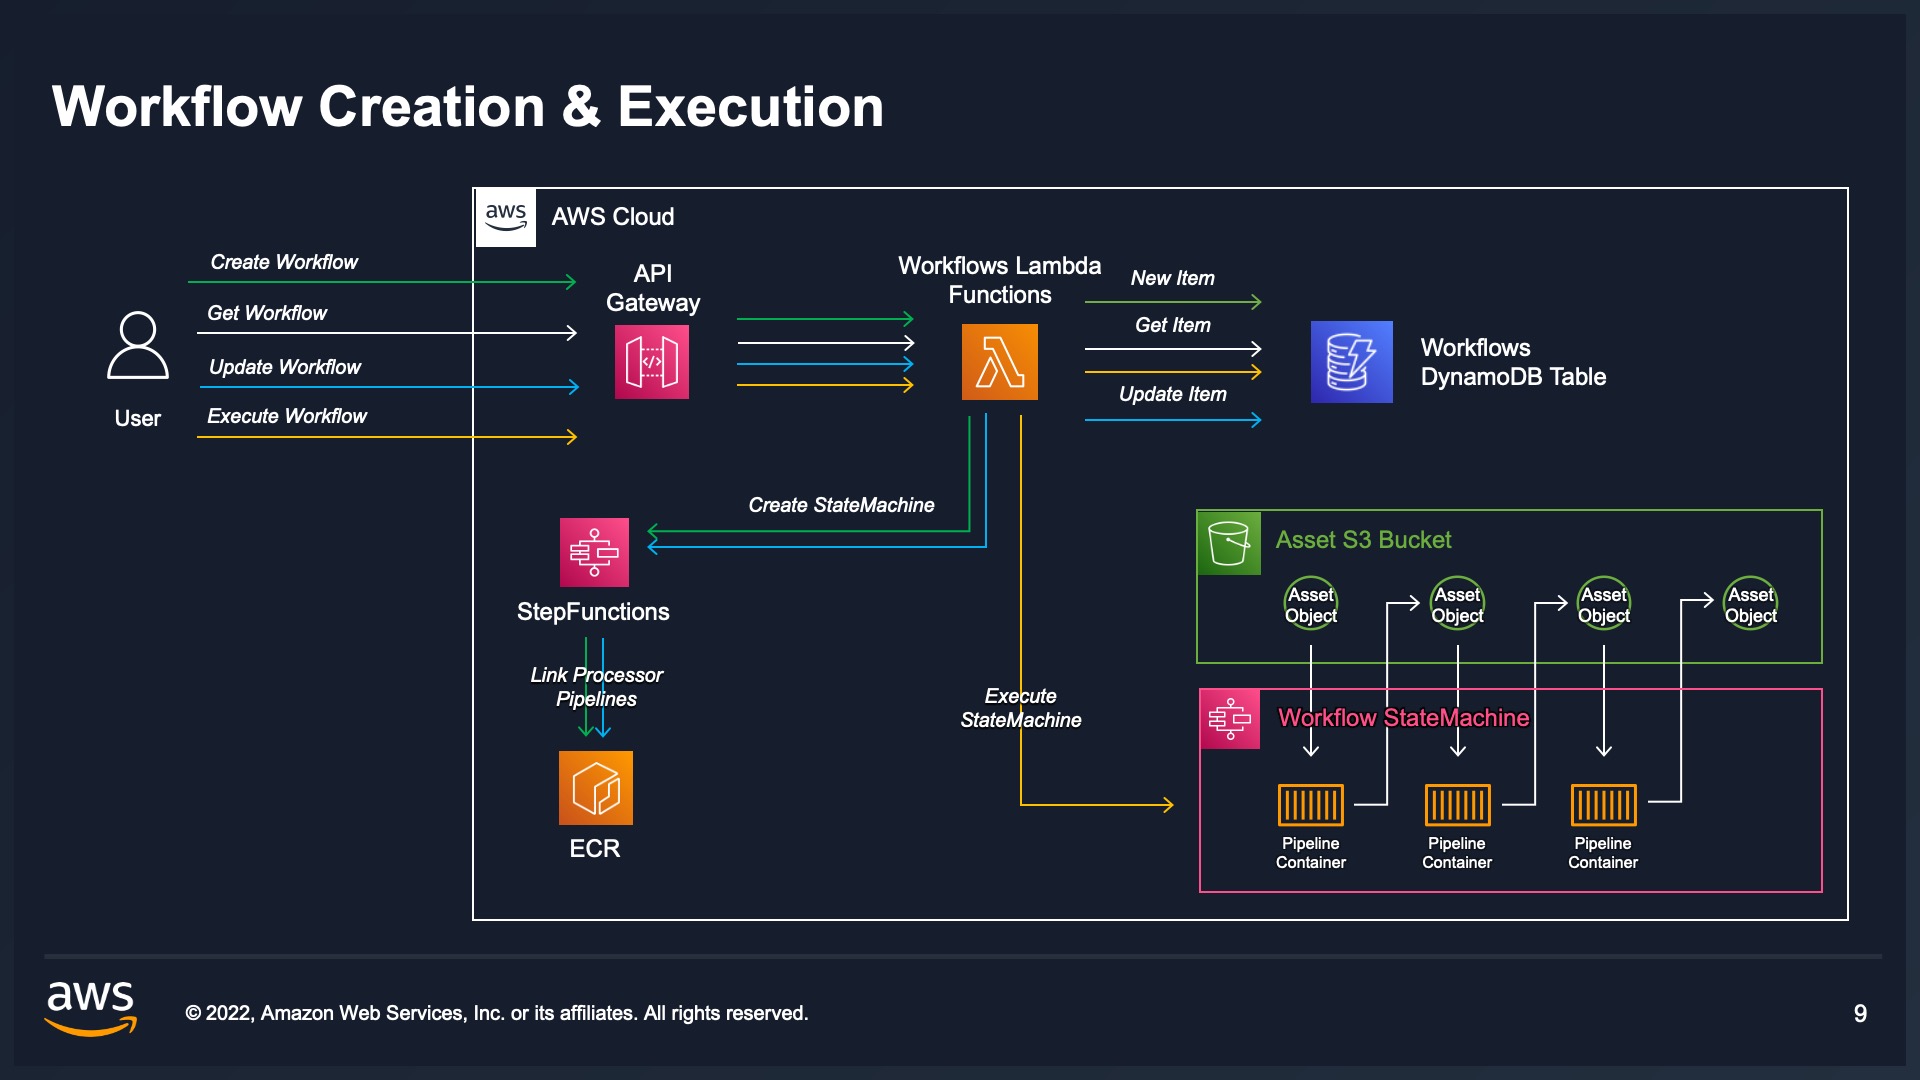 Workflow Creation & Execution
aws
AWS Cloud
Create Workflow
Get Workflow
Update Workflow
Execute Workflow
User
API
Gateway
Workflows Lambda
Functions
New Item
Get Item
Update Item
Workflows
DynamoDB Table
Create StateMachine
StepFunctions
Link Processor
Pipelines
ECR
Execute
StateMachine
Asset S3 Bucket
Asset
Object
Asset
Object
Asset
Object
Asset
Object
Workflow StateMachine
Pipeline
Container
Pipeline
Container
Pipeline
Container
aws
© 2022, Amazon Web Services, Inc. or its affiliates. All rights reserved.
9